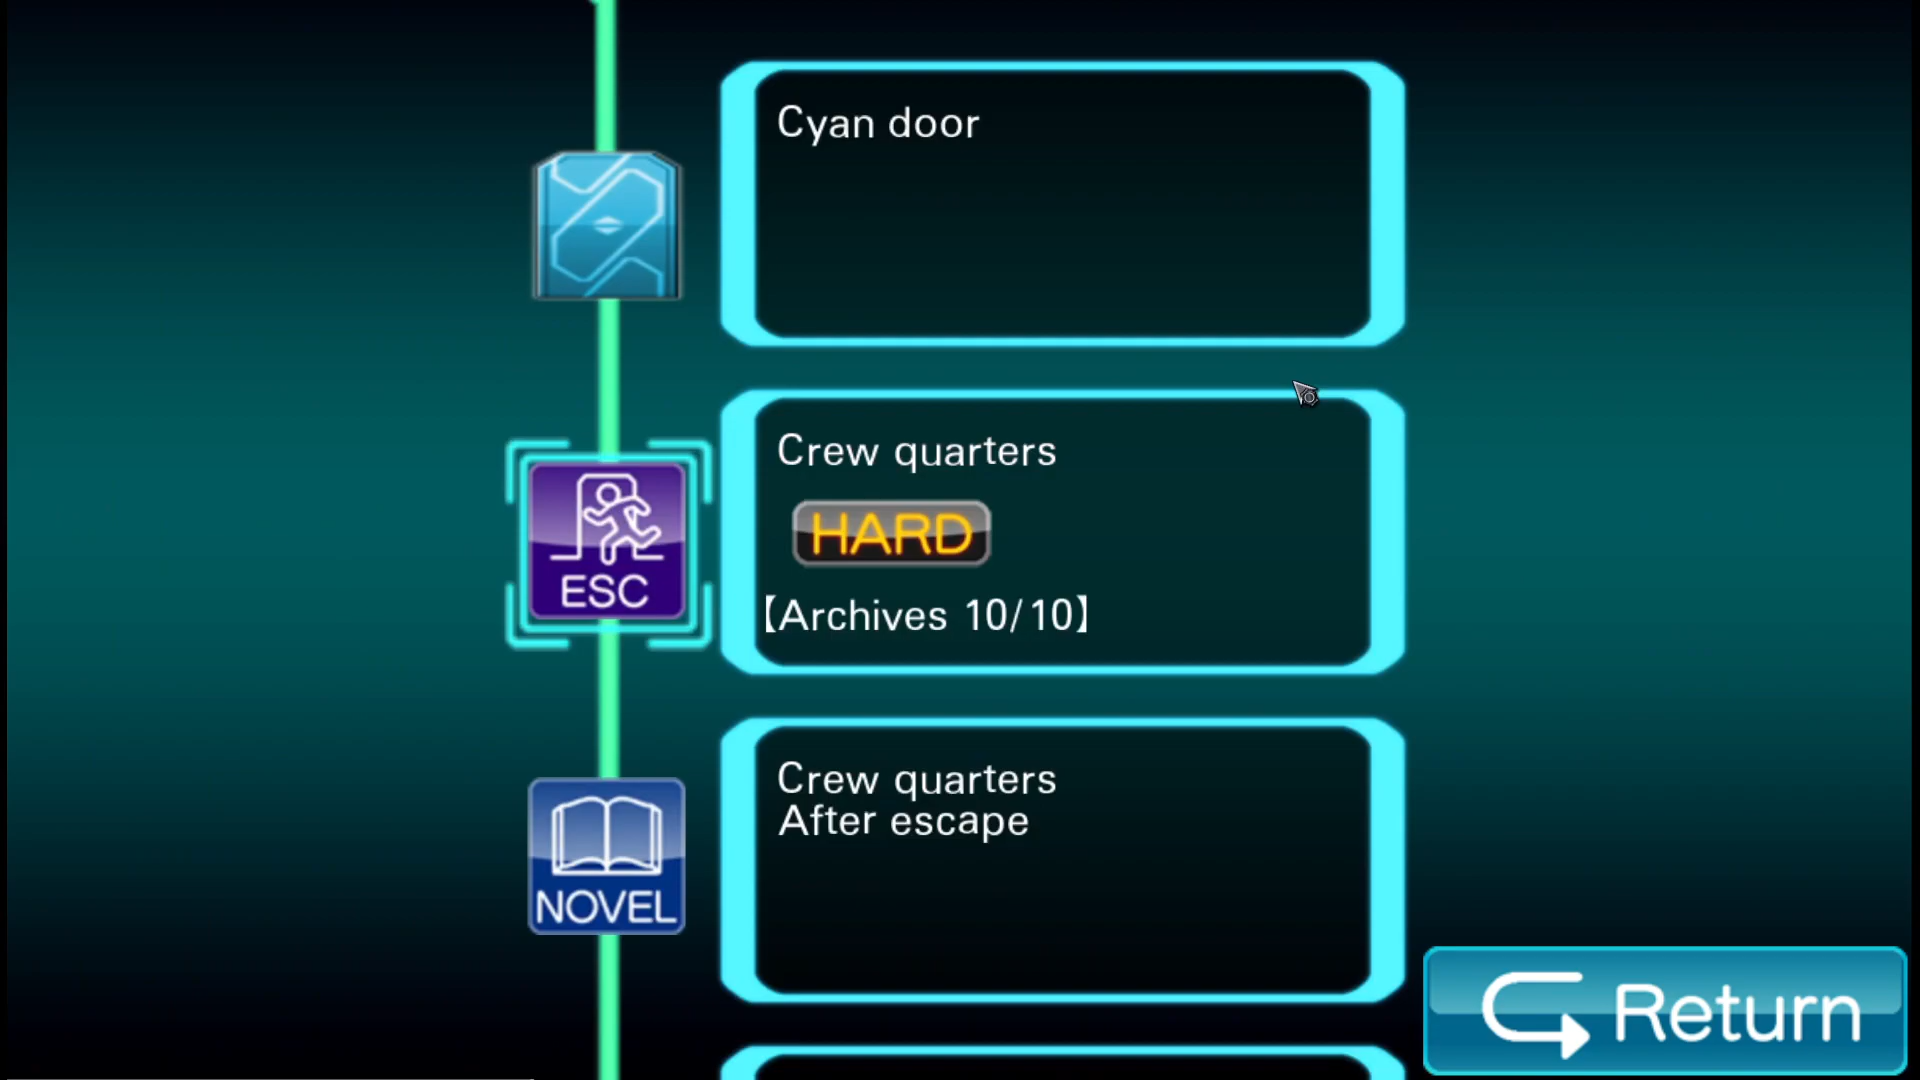 Cyan door
Crew quarters
HARD
ESC
【Archives 10/10】
Crew quarters
After escape
NOVEL
Return